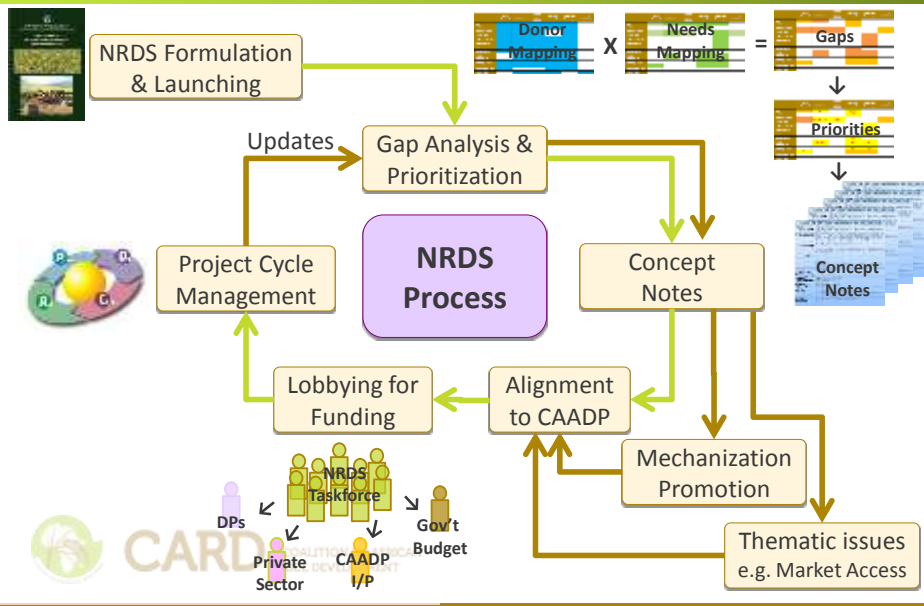 NRDS Formulation
& Launching
Donor
Mapping
X
Needs
Mapping
=
Gaps
Priorities
Concept
Notes
Updates
Gap Analysis &
Prioritization
NRDS
Process
Project Cycle
Management
Concept
Notes
Lobbying for
Funding
Alignment
to CAADP
Mechanization
Promotion
Thematic issues
e.g. Market Access
NRDS
Taskforce
DPs
Private
Sector
CAADP
I/P
Gov't
Budget
CARD